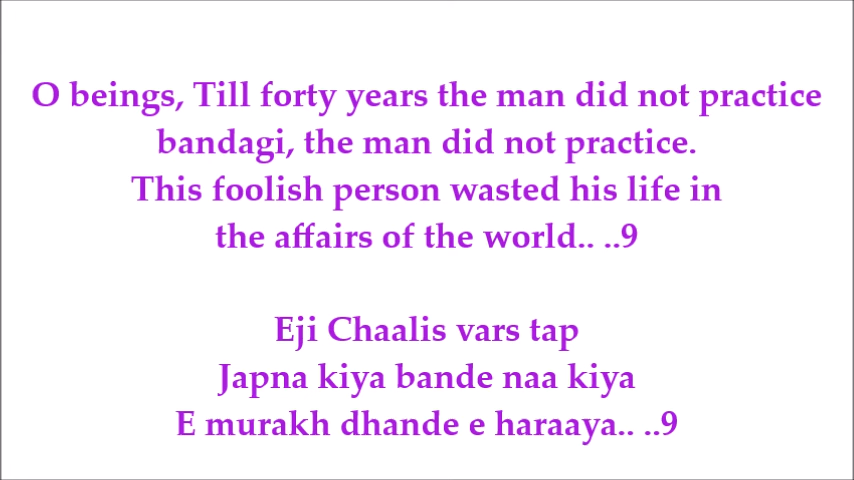 O beings, Till forty years the man did not practice
bandagi, the man did not practice.
This foolish person wasted his life in
the affairs of the world.. ..9
Eji Chaalis vars tap
Japna kiya bande naa kiya
E murakh dhande e haraaya.. ..9